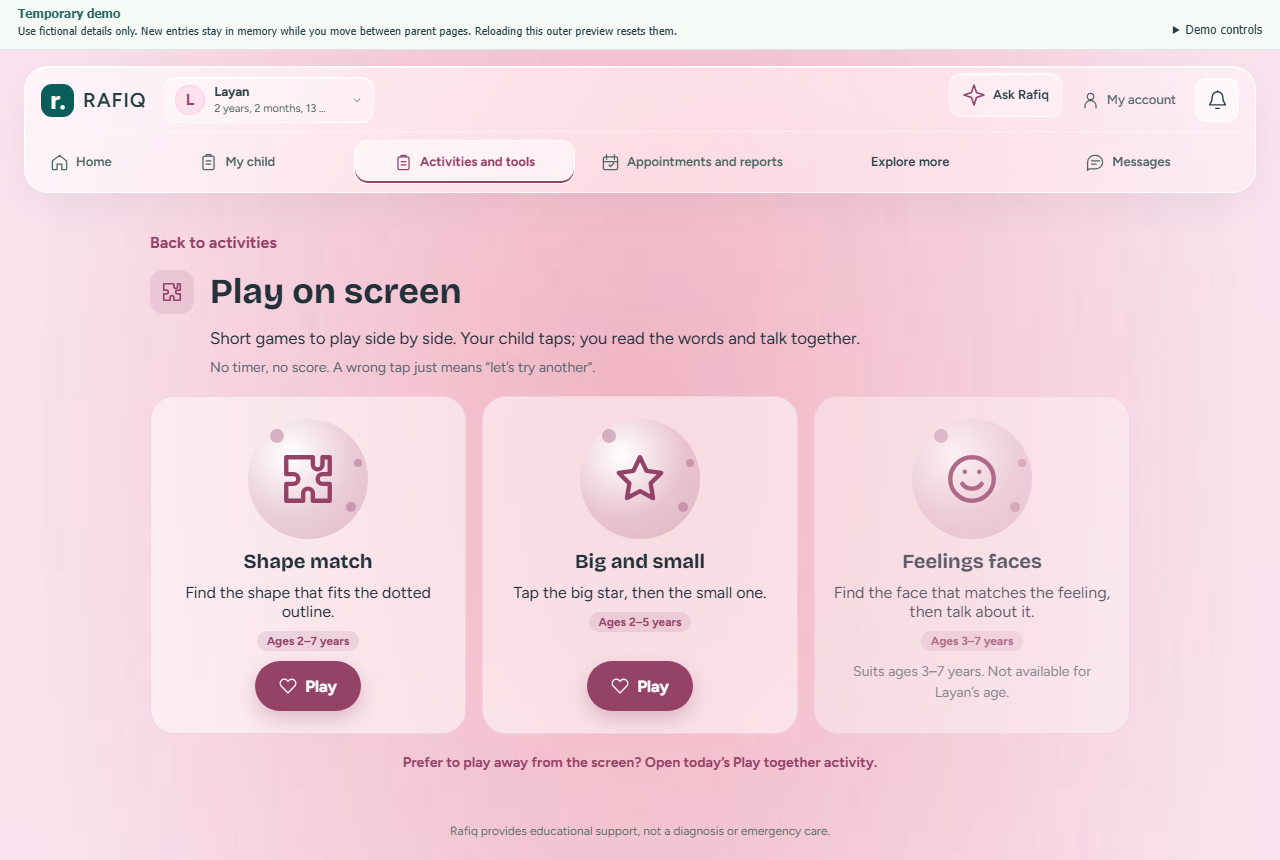 Temporary demo
Use fictional details only. New entries stay in memory while you move between parent pages. Reloading this outer preview resets them.
Demo controls
r. RAFIQ
L
Layan
2 years, 2 months, 13 ...
Ask Rafiq
My account
Home
My child
Activities and tools
Appointments and reports
Explore more
Messages
Back to activities
Play on screen
Short games to play side by side. Your child taps; you read the words and talk together.
No timer, no score. A wrong tap just means “let’s try another”.
Shape match
Find the shape that fits the dotted
outline.
Ages 2–7 years
Play
Big and small
Tap the big star, then the small one.
Ages 2–5 years
Play
Feelings faces
Find the face that matches the feeling,
then talk about it.
Ages 3–7 years
Suits ages 3–7 years. Not available for
Layan’s age.
Prefer to play away from the screen? Open today’s Play together activity.
Rafiq provides educational support, not a diagnosis or emergency care.